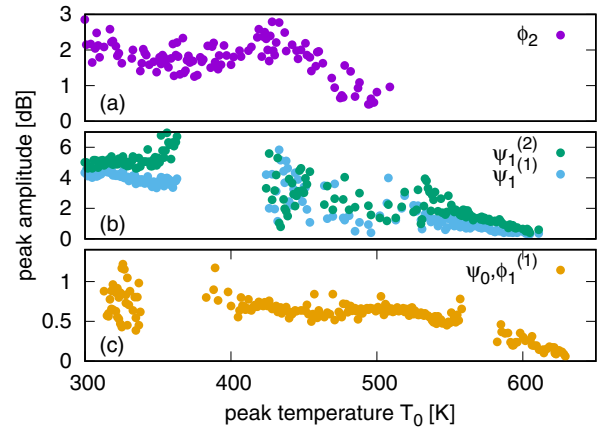 3
2
1
0
(a)
ϕ₂
peak amplitude [dB]
6
4
2
0
(b)
ψ₁⁽²⁾
ψ₁⁽¹⁾
1
0.5
0
(c)
ψ₀,ϕ₁⁽¹⁾
300 400 500 600
peak temperature T₀ [K]